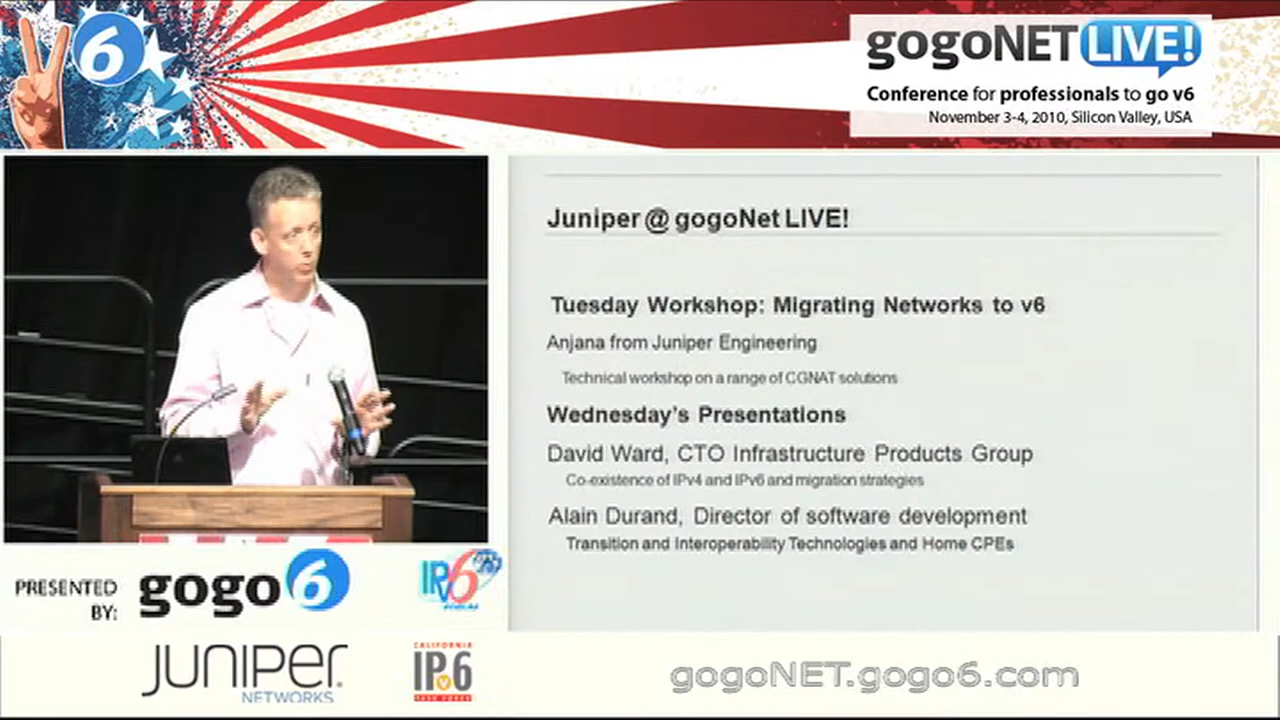 6
gogoNET LIVE!
Conference for professionals to go v6
November 3-4, 2010, Silicon Valley, USA
Juniper @ gogoNet LIVE!
Tuesday Workshop: Migrating Networks to v6
Anjana from Juniper Engineering
Technical workshop on a range of CGNAT solutions
Wednesday's Presentations
David Ward, CTO Infrastructure Products Group
Co-existence of IPv4 and IPv6 and migration strategies
Alain Durand, Director of software development
Transition and Interoperability Technologies and Home CPEs
PRESENTED BY:
gogo6
IPv6
JUNIPER
NETWORKS
CALIFORNIA
IPv6
TASK FORCE
gogoNET.gogo6.com